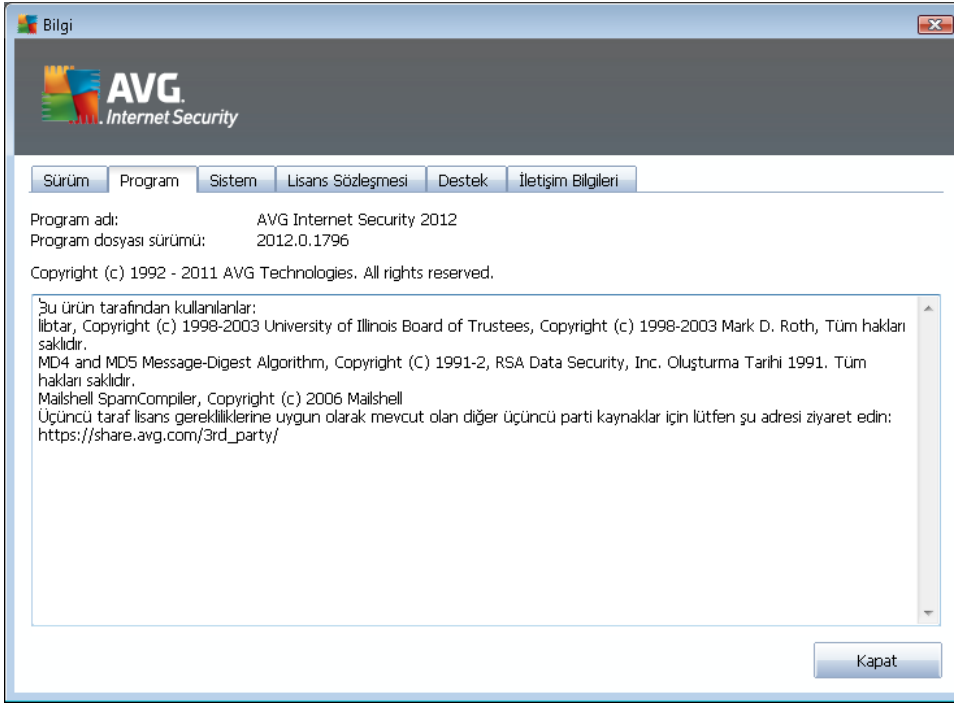 Bilgi
AVG.
Internet Security
Sürüm Program Sistem Lisans Sözleşmesi Destek İletişim Bilgileri
Program adı: AVG Internet Security 2012
Program dosyası sürümü: 2012.0.1796
Copyright (c) 1992 - 2011 AVG Technologies. All rights reserved.
Bu ürün tarafından kullanılanlar:
libtar, Copyright (c) 1998-2003 University of Illinois Board of Trustees, Copyright (c) 1998-2003 Mark D. Roth, Tüm hakları
saklıdır.
MD4 and MD5 Message-Digest Algorithm, Copyright (C) 1991-2, RSA Data Security, Inc. Oluşturma Tarihi 1991. Tüm
hakları saklıdır.
Mailshell SpamCompiler, Copyright (c) 2006 Mailshell
Üçüncü taraf lisans gerekliliklerine uygun olarak mevcut olan diğer üçüncü parti kaynaklar için lütfen şu adresi ziyaret edin:
https://share.avg.com/3rd_party/
Kapat